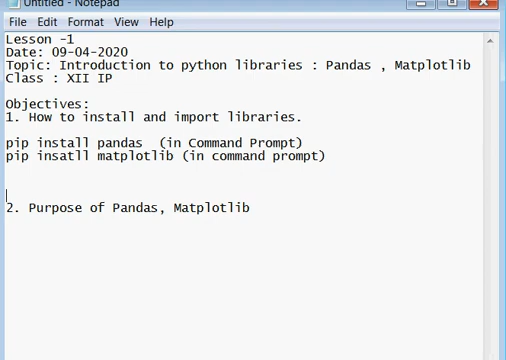 Untitled - Notepad
File Edit Format View Help
Lesson -1
Date: 09-04-2020
Topic: Introduction to python libraries : Pandas , Matplotlib
Class : XII IP
Objectives:
1. How to install and import libraries.
pip install pandas  (in Command Prompt)
pip insatll matplotlib (in command prompt)
2. Purpose of Pandas, Matplotlib